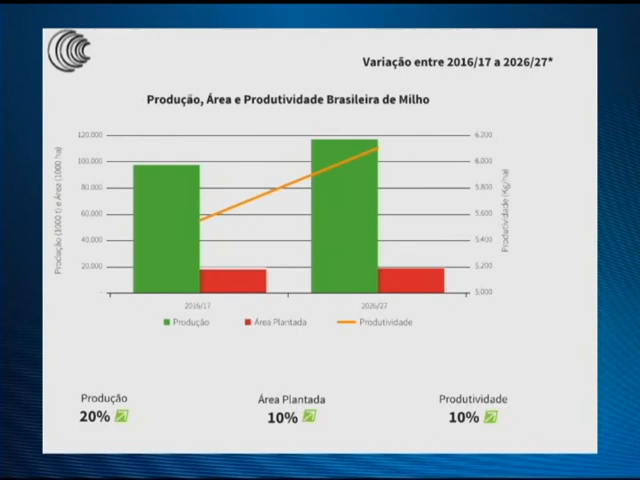 Variação entre 2016/17 a 2026/27*
Produção, Área e Produtividade Brasileira de Milho
Produção (1000 t) e Área (1000 ha)
120.000
100.000
80.000
60.000
40.000
20.000
-
6.200
6.000
5.800
5.600
5.400
5.200
5.000
Produtividade (Kg/ha)
2016/17 2026/27
Produção Área Plantada Produtividade
Produção Área Plantada Produtividade
20% 10% 10%